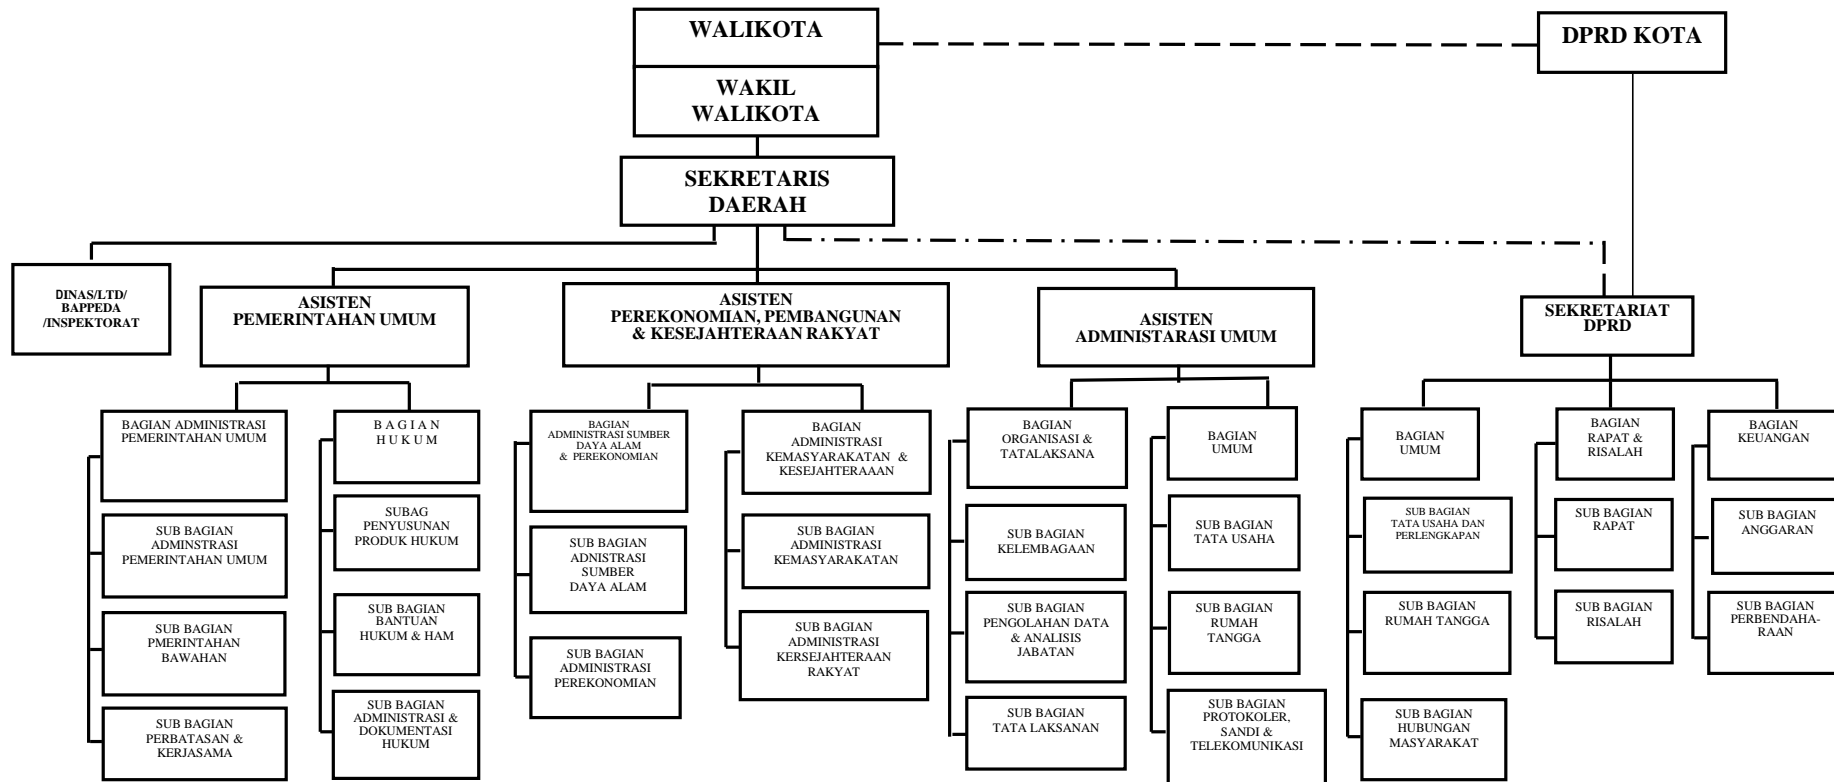 WALIKOTA
WAKIL
WALIKOTA
DPRD KOTA
SEKRETARIS
DAERAH
DINAS/LTD/
BAPPEDA
/INSPEKTORAT
ASISTEN
PEMERINTAHAN UMUM
ASISTEN
PEREKONOMIAN, PEMBANGUNAN
& KESEJAHTERAAN RAKYAT
ASISTEN
ADMINISTARASI UMUM
SEKRETARIAT
DPRD
BAGIAN ADMINISTRASI
PEMERINTAHAN UMUM
SUB BAGIAN
ADMINSTRASI
PEMERINTAHAN UMUM
SUB BAGIAN
PMERINTAHAN
BAWAHAN
SUB BAGIAN
PERBATASAN &
KERJASAMA
B A G I A N
H U K U M
SUBAG
PENYUSUNAN
PRODUK HUKUM
SUB BAGIAN
BANTUAN
HUKUM & HAM
SUB BAGIAN
ADMINISTRASI &
DOKUMENTASI
HUKUM
BAGIAN
ADMINISTRASI SUMBER
DAYA ALAM
& PEREKONOMIAN
SUB BAGIAN
ADNISTRASI
SUMBER
DAYA ALAM
SUB BAGIAN
ADMINISTRASI
PEREKONOMIAN
BAGIAN
ADMINISTRASI
KEMASYARAKATAN &
KESEJAHTERAAAN
SUB BAGIAN
ADMINISTRASI
KEMASYARAKATAN
SUB BAGIAN
ADMINISTRASI
KERSEJAHTERAAN
RAKYAT
BAGIAN
ORGANISASI &
TATALAKSANA
SUB BAGIAN
KELEMBAGAAN
SUB BAGIAN
PENGOLAHAN DATA
& ANALISIS
JABATAN
SUB BAGIAN
TATA LAKSANAN
BAGIAN
UMUM
SUB BAGIAN
TATA USAHA
SUB BAGIAN
RUMAH
TANGGA
SUB BAGIAN
PROTOKOLER,
SANDI &
TELEKOMUNIKASI
BAGIAN
UMUM
SUB BAGIAN
TATA USAHA DAN
PERLENGKAPAN
SUB BAGIAN
RUMAH TANGGA
SUB BAGIAN
HUBUNGAN
MASYARAKAT
BAGIAN
RAPAT &
RISALAH
SUB BAGIAN
RAPAT
SUB BAGIAN
RISALAH
BAGIAN
KEUANGAN
SUB BAGIAN
ANGGARAN
SUB BAGIAN
PERBENDAHA-
RAAN